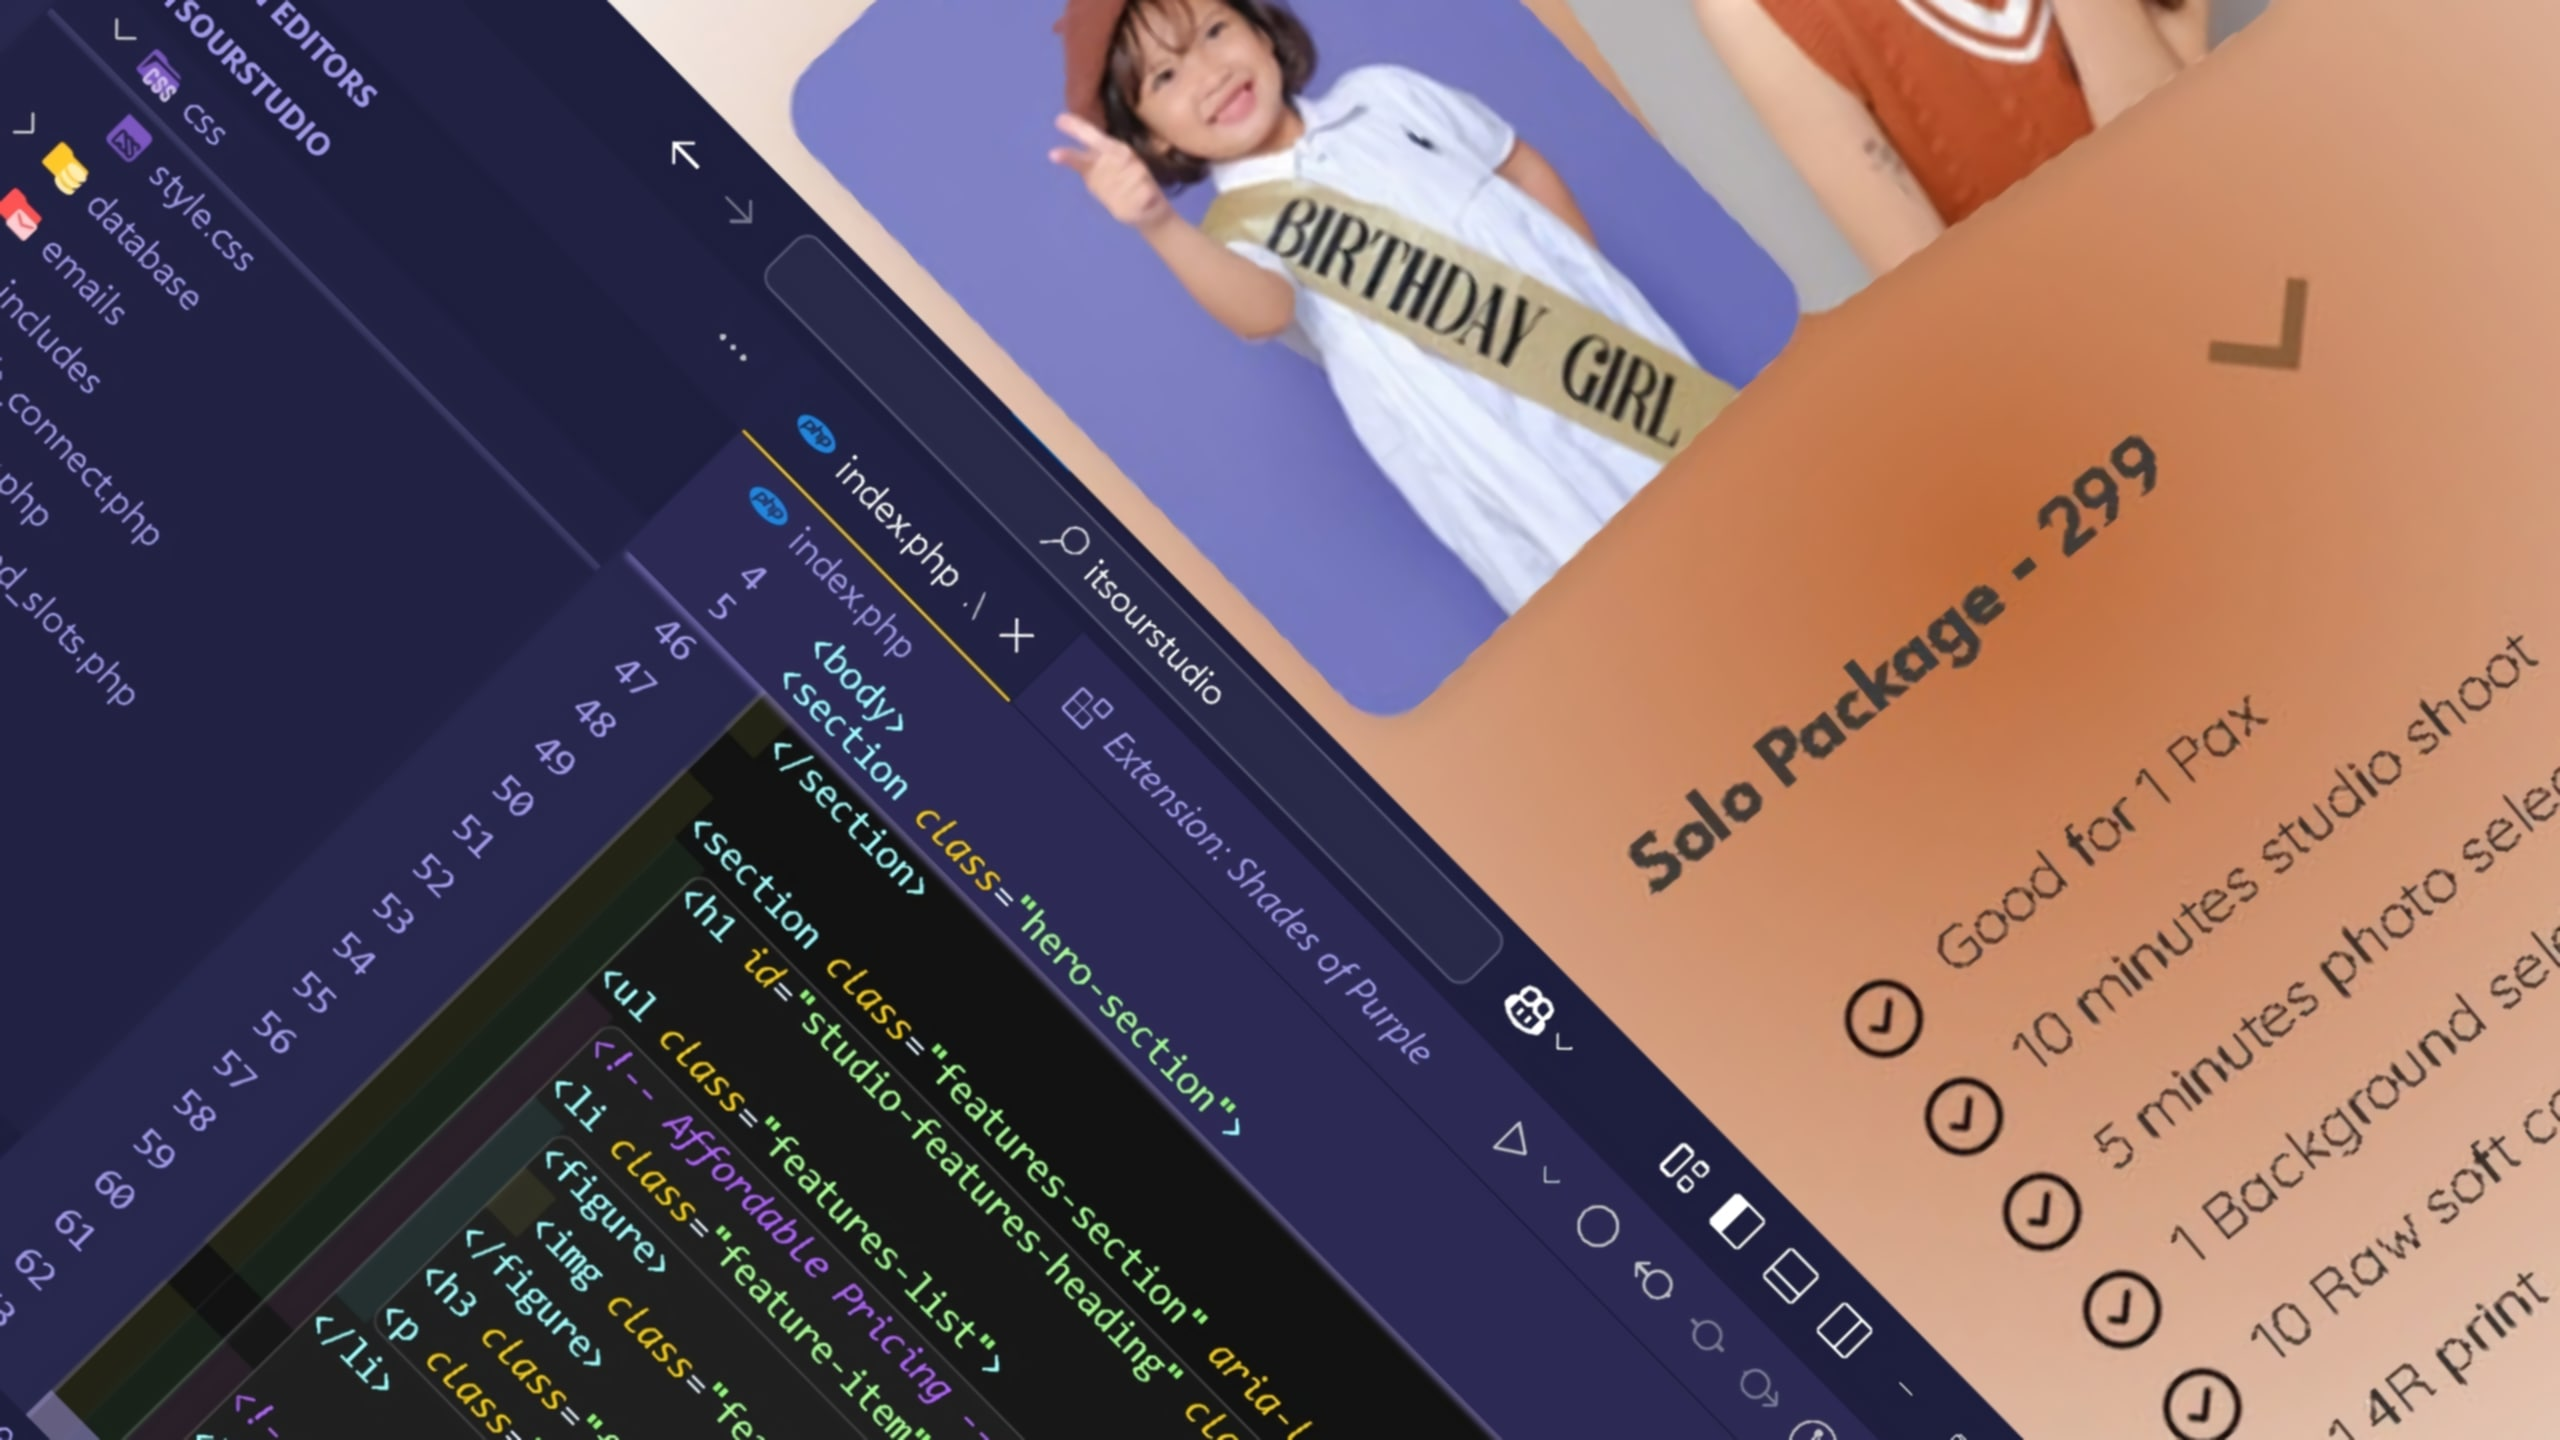 EDITORS
ITSOURSTUDIO
css
style.css
database
emails
includes
_connect.php
.php
d_slots.php
itsourstudio
index.php .\
Extension: Shades of Purple
index.php
4 <body>
5 <section class="hero-section">
46 </section>
47
48 <section class="features-section" aria-l
49 <h1 id="studio-features-heading" cla
50
51 <ul class="features-list">
52 <!-- Affordable Pricing --
53 <li class="feature-item"
54 <figure>
55 <img class="fea
56 </figure>
57 <h3 class="f
58 <p class=
59 </li>
60
61 <!-
62
BIRTHDAY GIRL
Solo Package - 299
Good for 1 Pax
10 minutes studio shoot
5 minutes photo selec
1 Background sele
10 Raw soft co
1 4R print